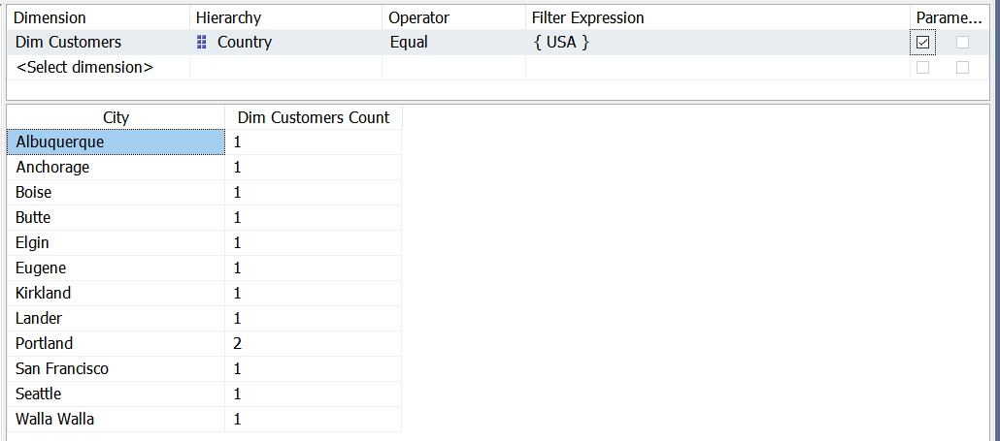 Dimension Hierarchy Operator Filter Expression Parame...
Dim Customers Country Equal { USA }
<Select dimension>
City Dim Customers Count
Albuquerque 1
Anchorage 1
Boise 1
Butte 1
Elgin 1
Eugene 1
Kirkland 1
Lander 1
Portland 2
San Francisco 1
Seattle 1
Walla Walla 1